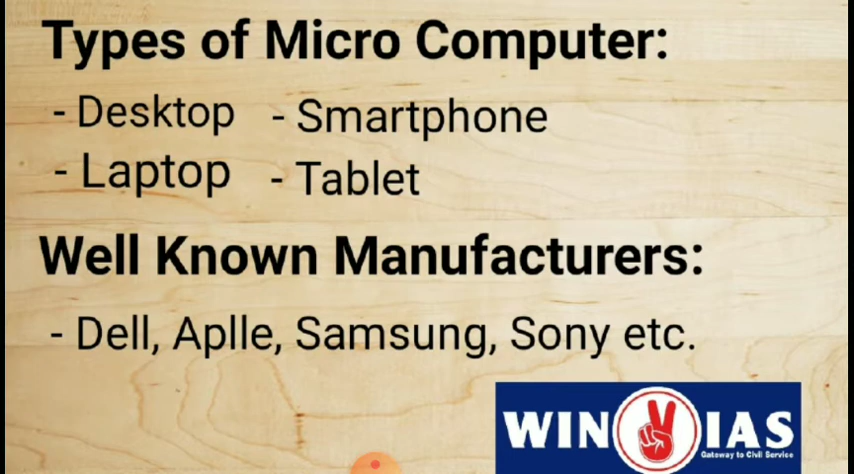 Types of Micro Computer:
- Desktop - Smartphone
- Laptop - Tablet
Well Known Manufacturers:
- Dell, Aplle, Samsung, Sony etc.
WIN IAS
Gateway to Civil Service